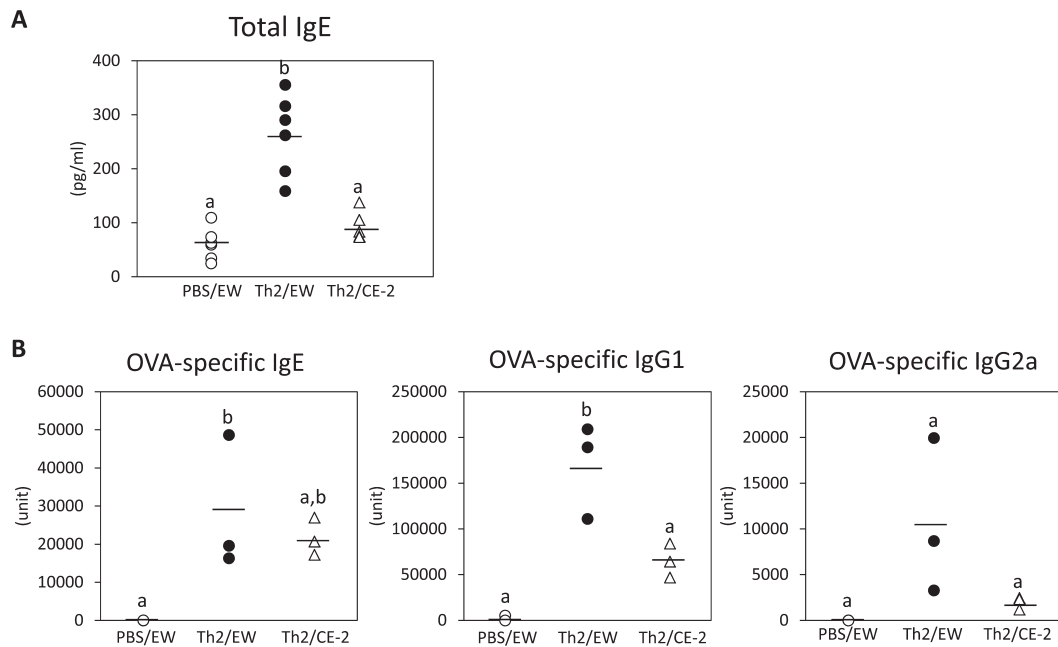 A
Total IgE
400
300
200
100
0
(pg/ml)
a
b
a
PBS/EW Th2/EW Th2/CE-2
B
OVA-specific IgE
60000
50000
40000
30000
20000
10000
0
(unit)
a
b
a,b
PBS/EW Th2/EW Th2/CE-2
OVA-specific IgG1
250000
200000
150000
100000
50000
0
(unit)
a
b
a
PBS/EW Th2/EW Th2/CE-2
OVA-specific IgG2a
25000
20000
15000
10000
5000
0
(unit)
a
a
a
PBS/EW Th2/EW Th2/CE-2